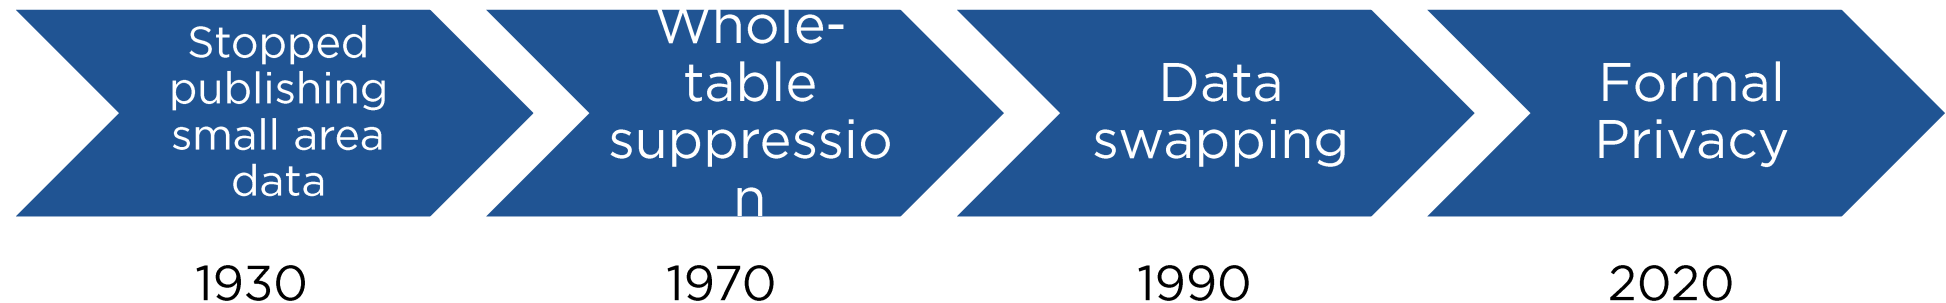 Stopped
publishing
small area
data
Whole-
table
suppressio
n
Data
swapping
Formal
Privacy
1930
1970
1990
2020